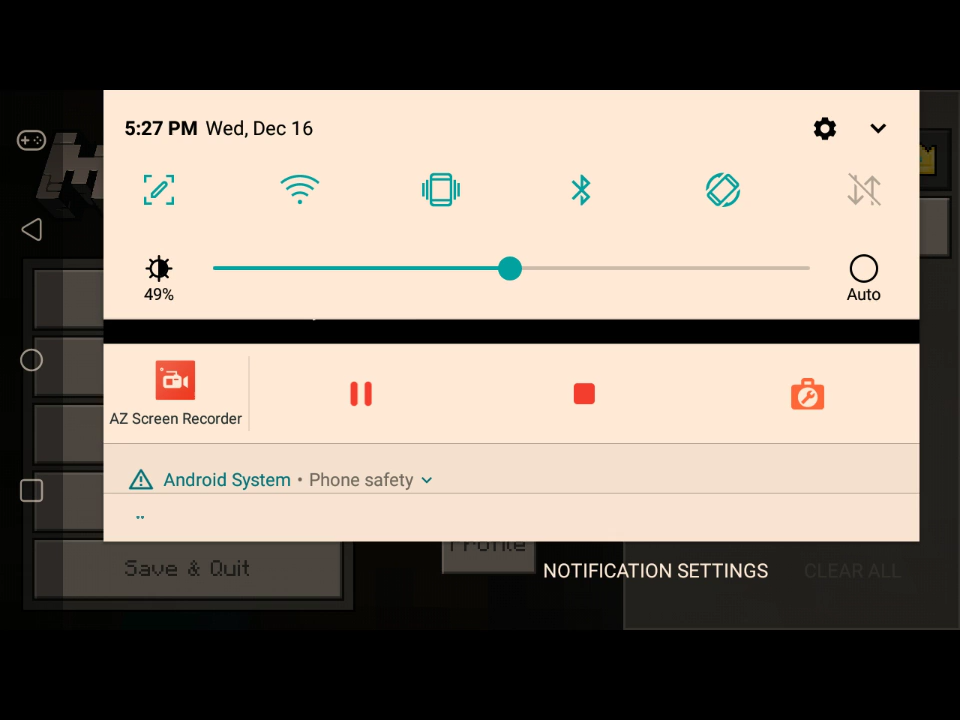 5:27 PM Wed, Dec 16
49%
Auto
AZ Screen Recorder
Android System • Phone safety
Profile
Save & Quit
NOTIFICATION SETTINGS
CLEAR ALL